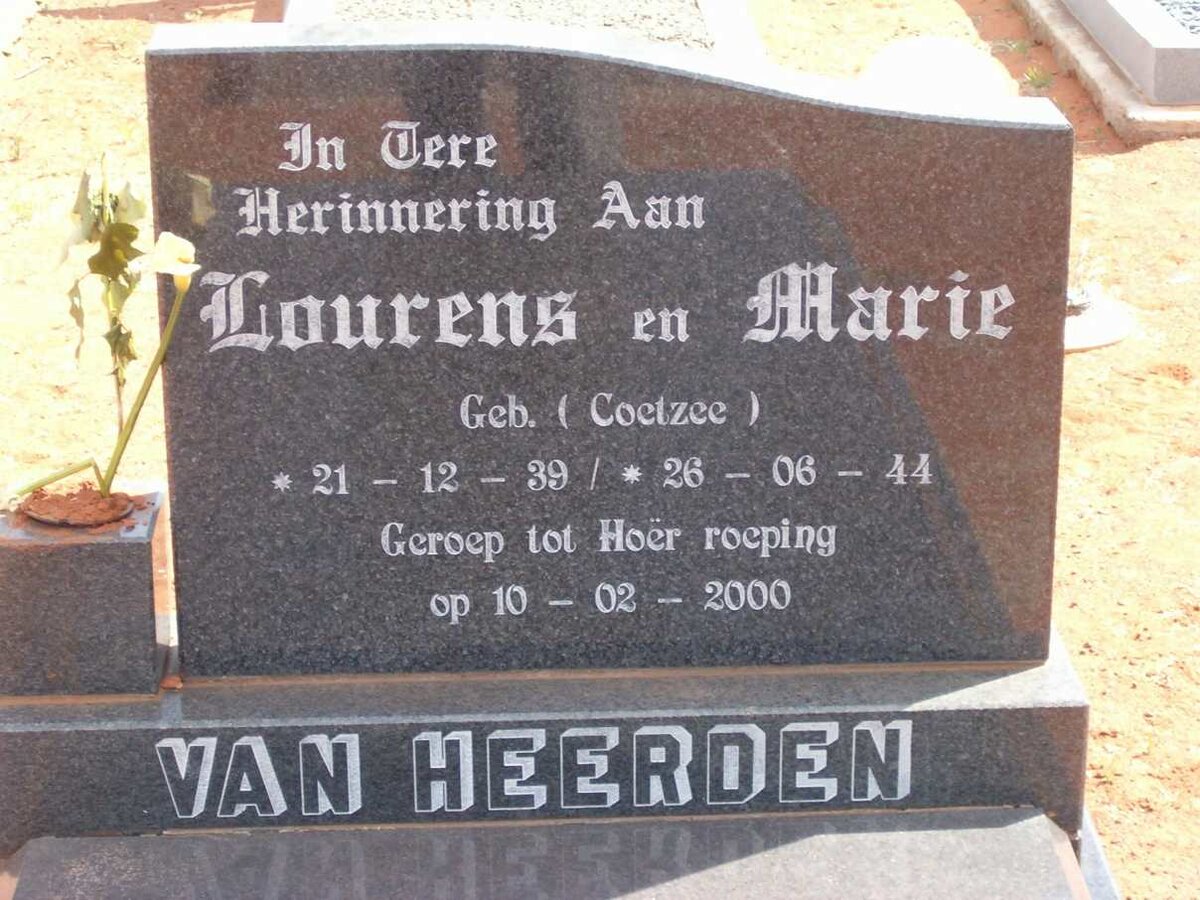 In Tere
Herinnering Aan
Lourens en Marie
Geb. ( Coetzee )
* 21 – 12 – 39 / * 26 – 06 – 44
Geroep tot Hoër roeping
op 10 – 02 – 2000
VAN HEERDEN